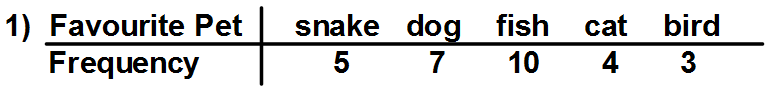 1) Favourite Pet snake dog fish cat bird
Frequency 5 7 10 4 3